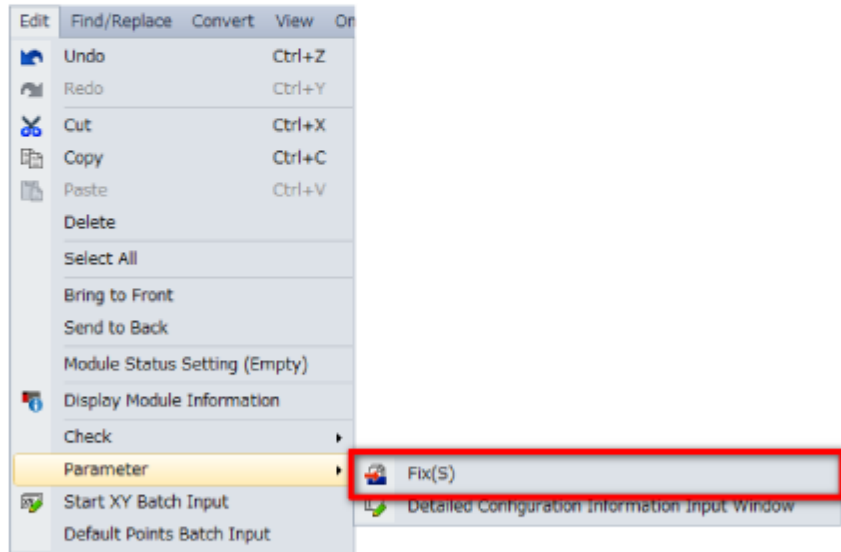 Edit Find/Replace Convert View On
Undo Ctrl+Z
Redo Ctrl+Y
Cut Ctrl+X
Copy Ctrl+C
Paste Ctrl+V
Delete
Select All
Bring to Front
Send to Back
Module Status Setting (Empty)
Display Module Information
Check
Parameter Fix(S)
Start XY Batch Input Detailed Configuration Information Input Window
Default Points Batch Input